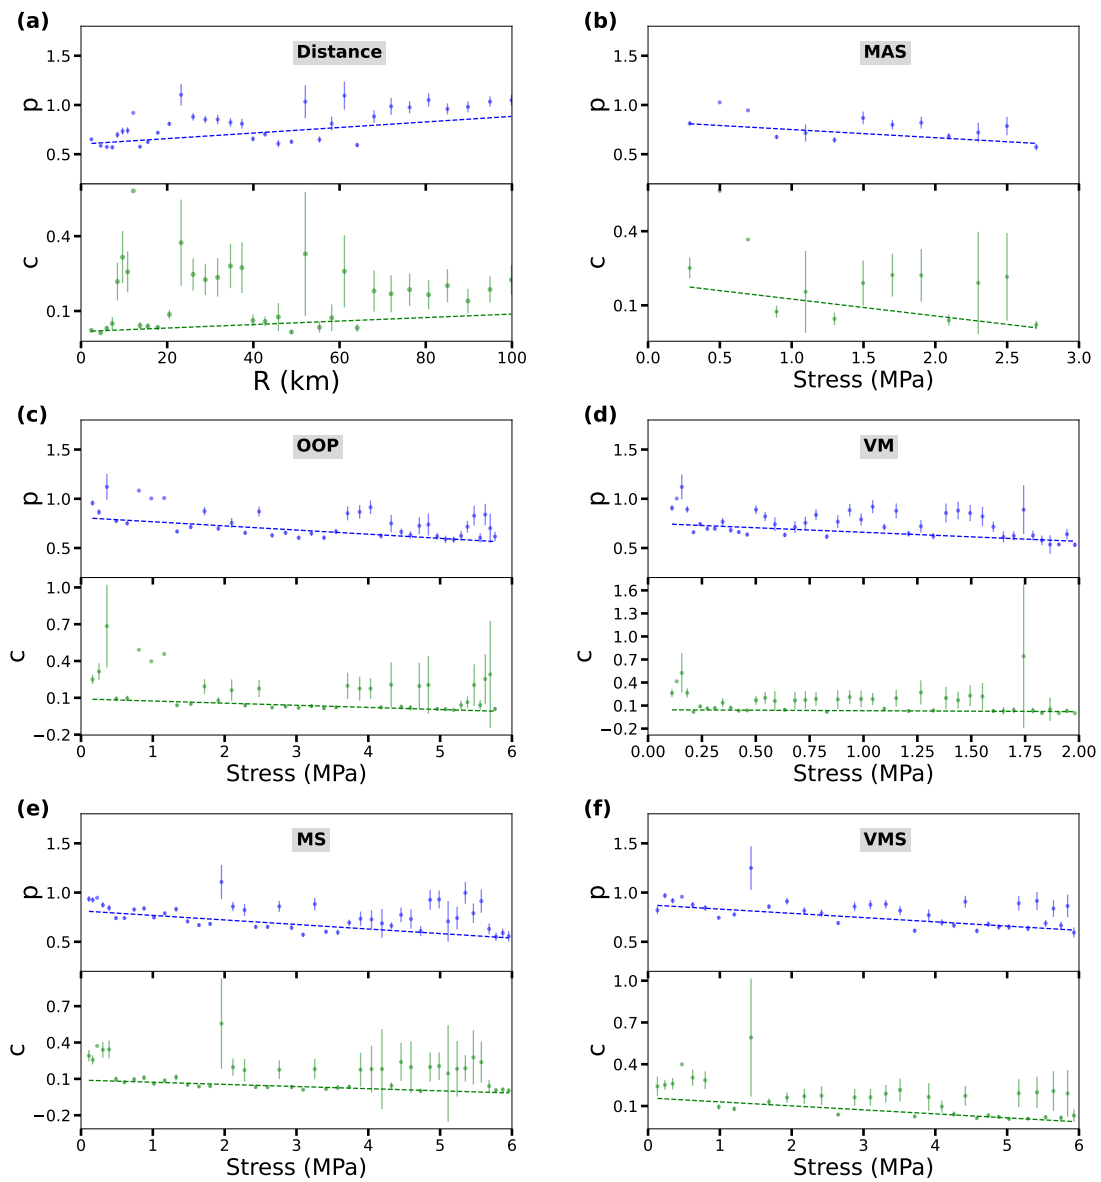 (a)
Distance
p
1.5
1.0
0.5
c
0.4
0.1
0 20 40 60 80 100
R (km)
(b)
MAS
p
1.5
1.0
0.5
c
0.4
0.1
0.0 0.5 1.0 1.5 2.0 2.5 3.0
Stress (MPa)
(c)
OOP
p
1.5
1.0
0.5
c
1.0
0.7
0.4
0.1
−0.2
0 1 2 3 4 5 6
Stress (MPa)
(d)
VM
p
1.5
1.0
0.5
c
1.6
1.3
1.0
0.7
0.4
0.1
−0.2
0.00 0.25 0.50 0.75 1.00 1.25 1.50 1.75 2.00
Stress (MPa)
(e)
MS
p
1.5
1.0
0.5
c
0.7
0.4
0.1
−0.2
0 1 2 3 4 5 6
Stress (MPa)
(f)
VMS
p
1.5
1.0
0.5
c
1.0
0.7
0.4
0.1
0 1 2 3 4 5 6
Stress (MPa)